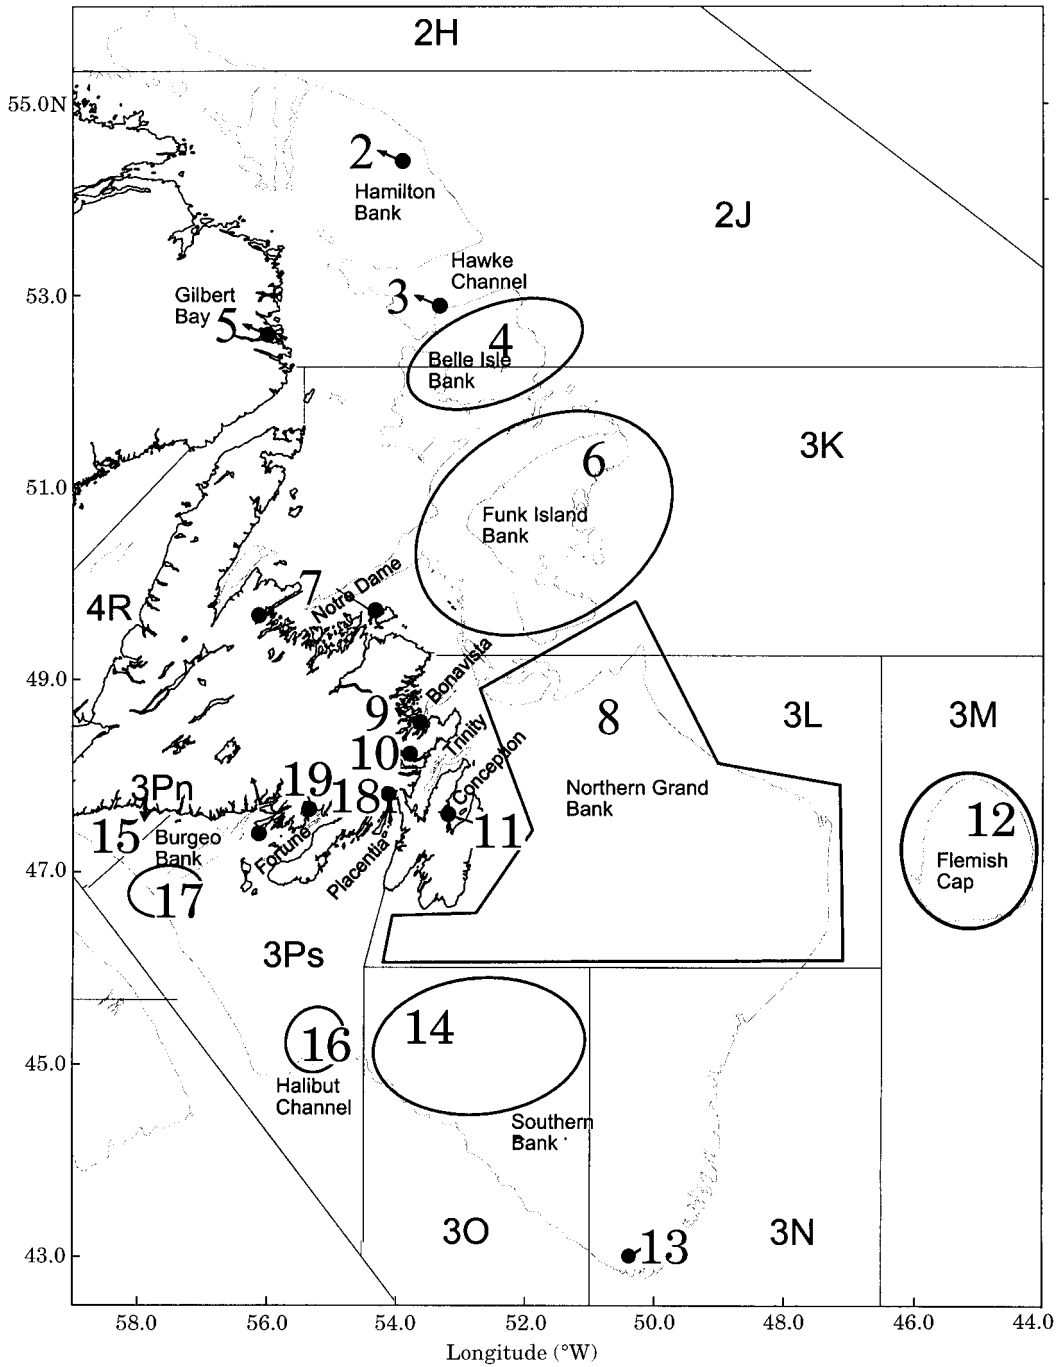 2H
55.0N
2
Hamilton
Bank
2J
Hawke
Channel
53.0
Gilbert
Bay
3
5
4
Belle Isle
Bank
3K
6
51.0
Funk Island
Bank
7
Notre Dame
4R
49.0
Bonavista
9
8
3L
3M
10
Trinity
Conception
3Pn
19
18
Northern Grand
Bank
15
Burgeo
Bank
Fortune
Placentia
11
12
Flemish
Cap
47.0
17
3Ps
16
14
45.0
Halibut
Channel
Southern
Bank
3O
3N
43.0
13
58.0
56.0
54.0
52.0
50.0
48.0
46.0
44.0
Longitude (°W)